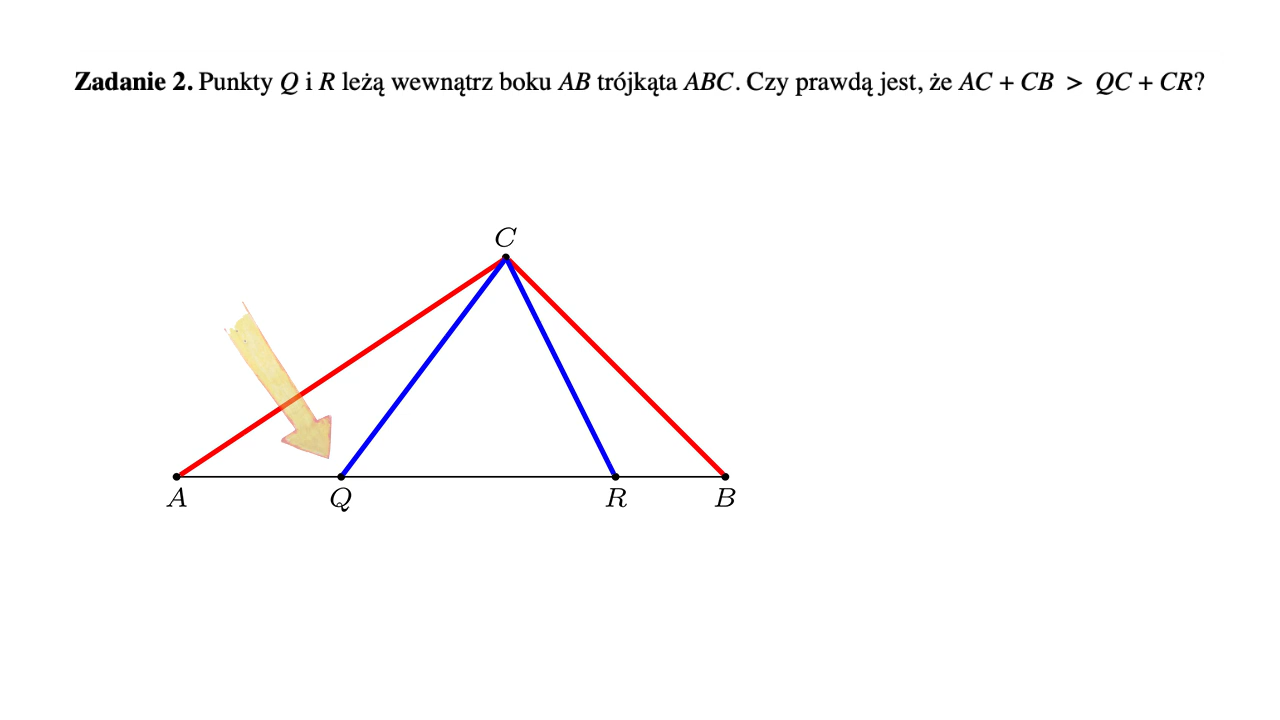 Zadanie 2. Punkty Q i R leżą wewnątrz boku AB trójkąta ABC. Czy prawdą jest, że AC + CB > QC + CR?
C
A
Q
R
B